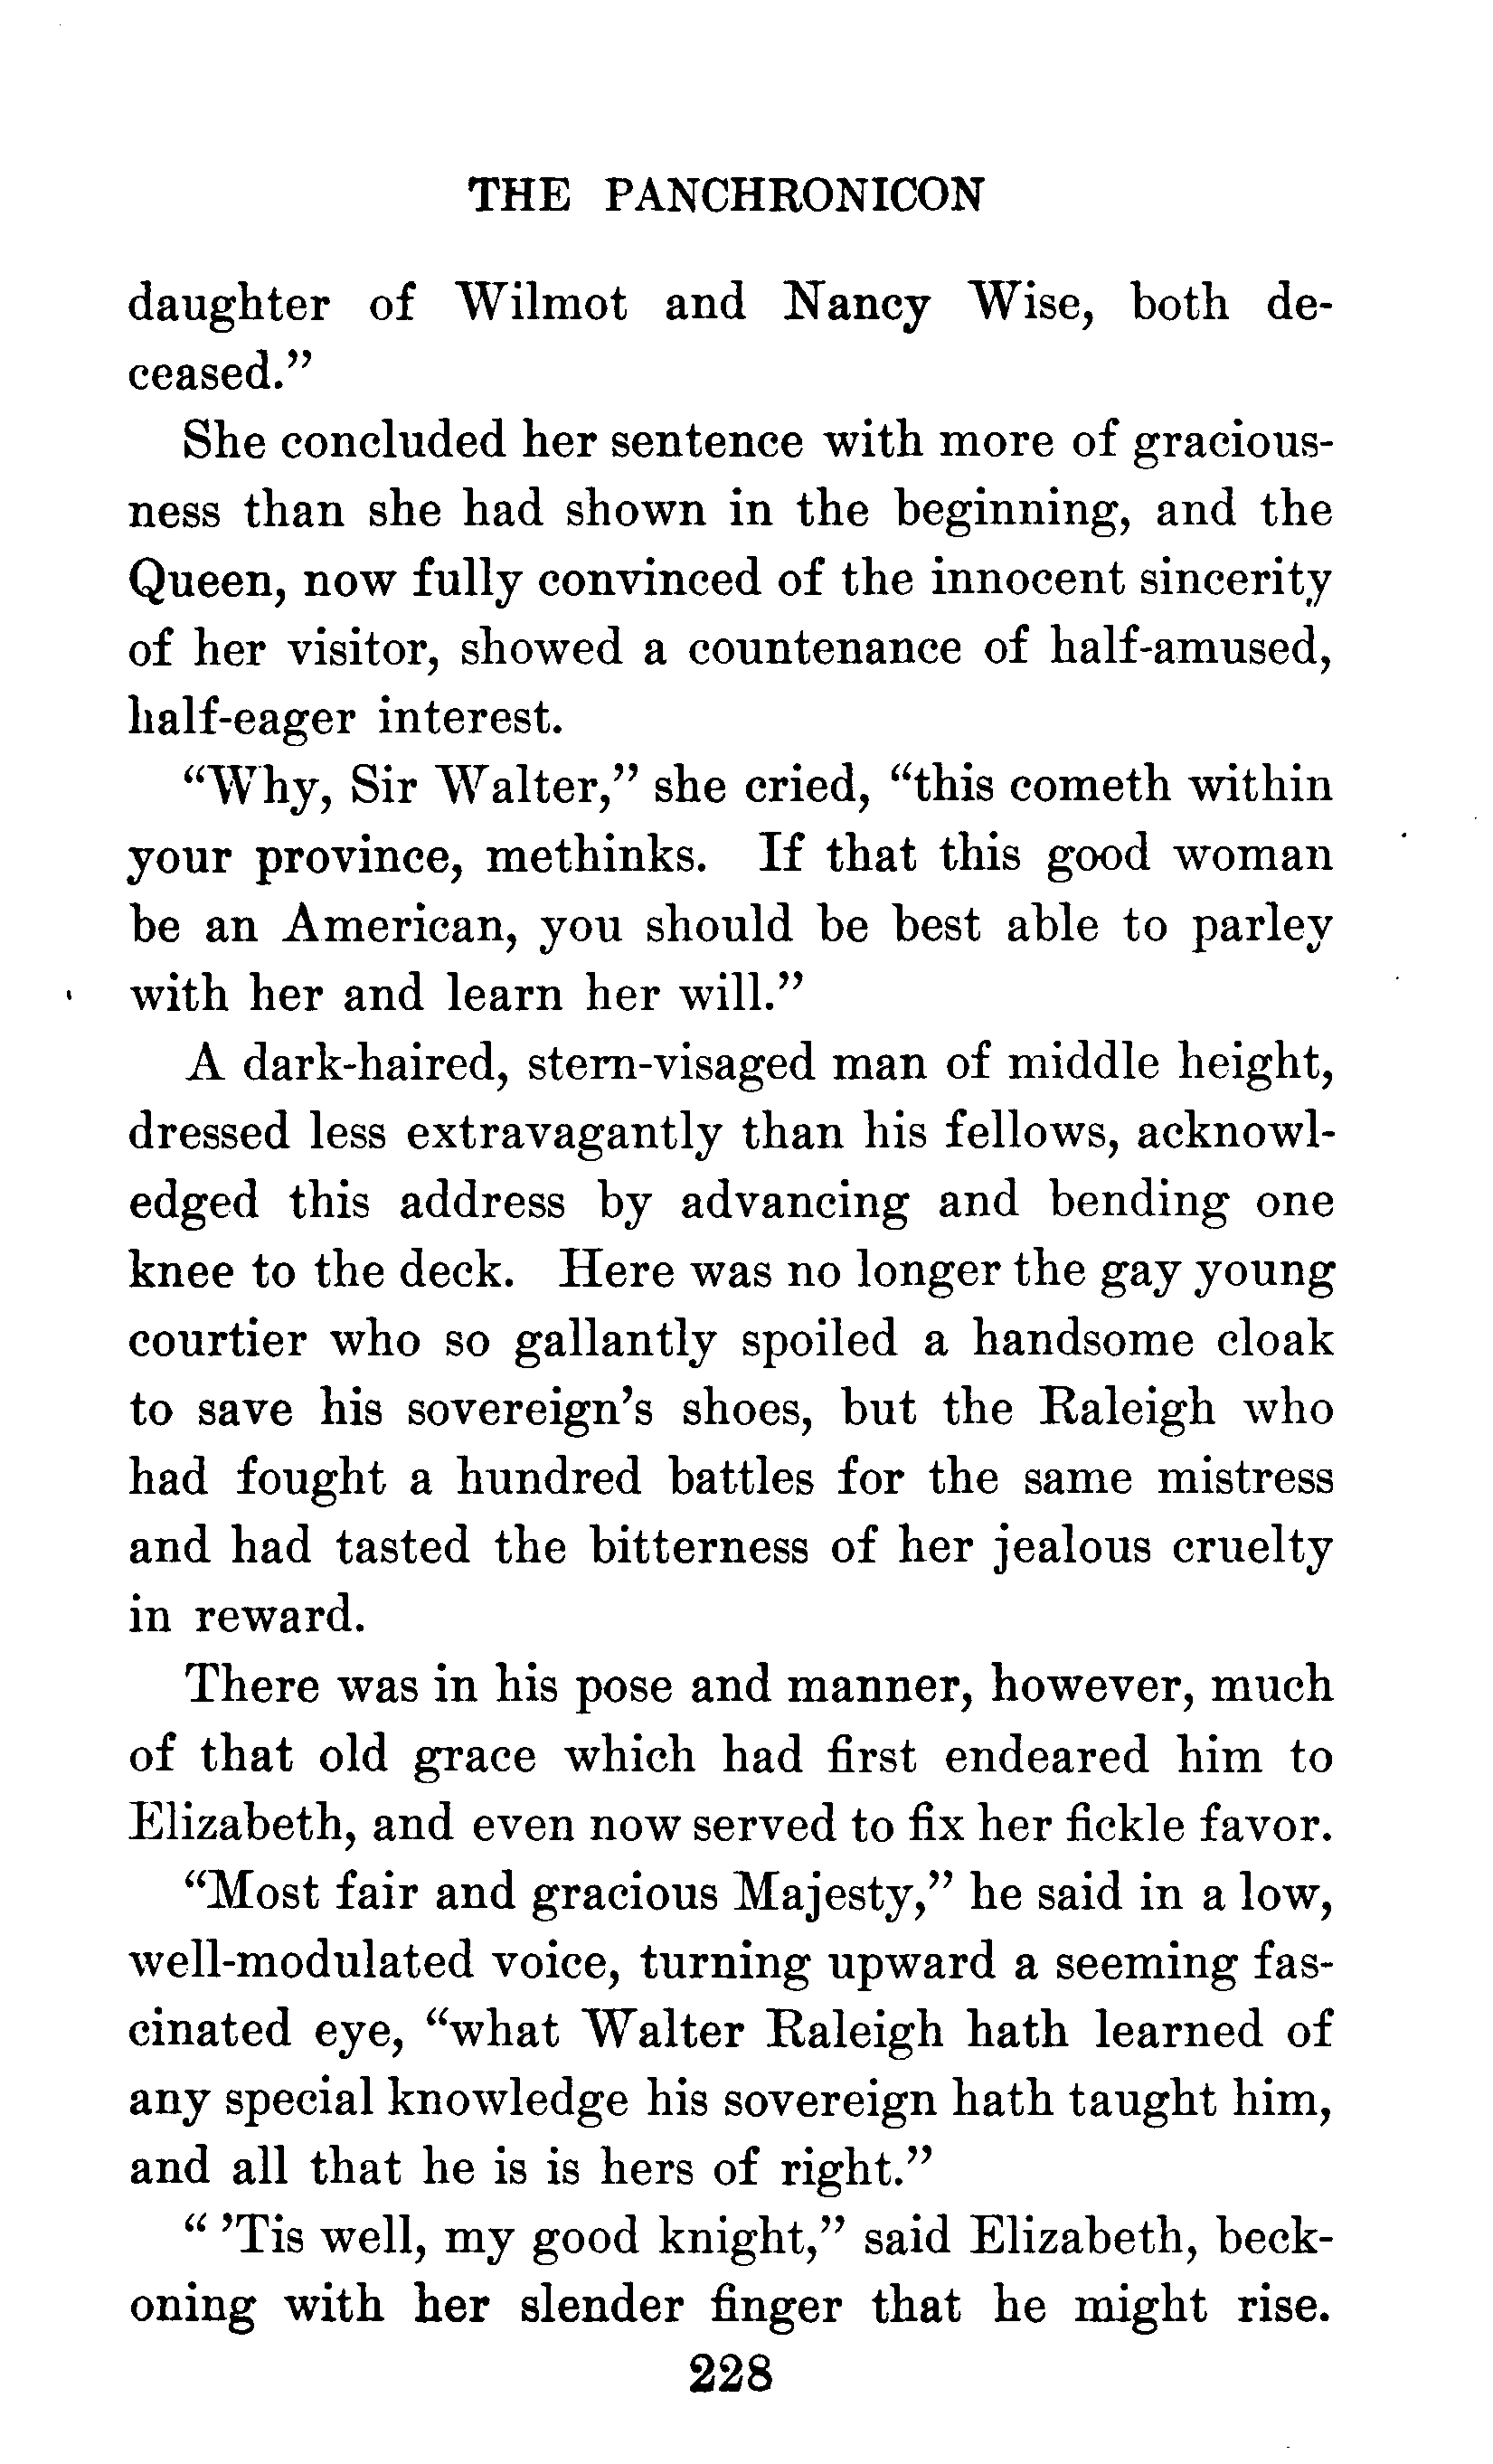 THE PANCHRONICON
daughter of Wilmot and Nancy Wise, both de-
ceased.”
She concluded her sentence with more of gracious-
ness than she had shown in the beginning, and the
Queen, now fully convinced of the innocent sincerity
of her visitor, showed a countenance of half-amused,
half-eager interest.
“Why, Sir Walter,” she cried, “this cometh within
your province, methinks. If that this good woman
be an American, you should be best able to parley
with her and learn her will.”
A dark-haired, stern-visaged man of middle height,
dressed less extravagantly than his fellows, acknowl-
edged this address by advancing and bending one
knee to the deck. Here was no longer the gay young
courtier who so gallantly spoiled a handsome cloak
to save his sovereign’s shoes, but the Raleigh who
had fought a hundred battles for the same mistress
and had tasted the bitterness of her jealous cruelty
in reward.
There was in his pose and manner, however, much
of that old grace which had first endeared him to
Elizabeth, and even now served to fix her fickle favor.
“Most fair and gracious Majesty,” he said in a low,
well-modulated voice, turning upward a seeming fas-
cinated eye, “what Walter Raleigh hath learned of
any special knowledge his sovereign hath taught him,
and all that he is is hers of right.”
“ ’Tis well, my good knight,” said Elizabeth, beck-
oning with her slender finger that he might rise.
228